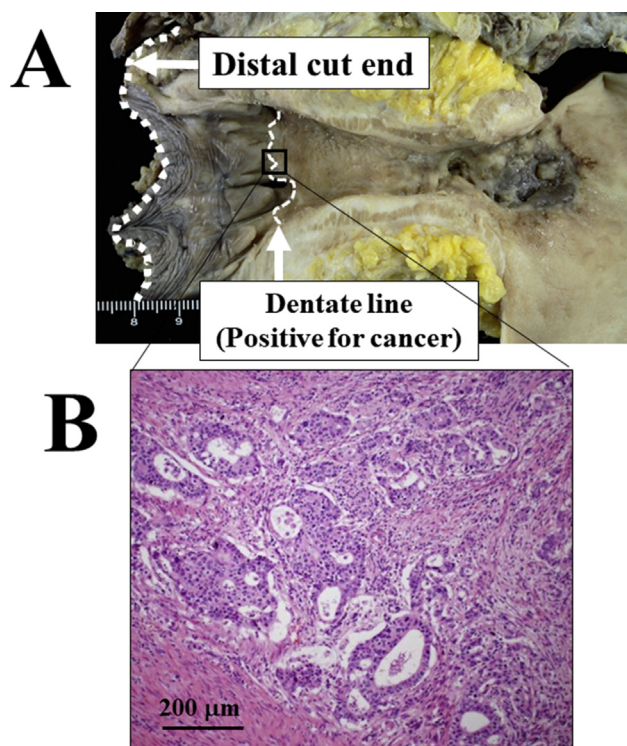 A
Distal cut end
8 9
Dentate line
(Positive for cancer)
B
200 μm